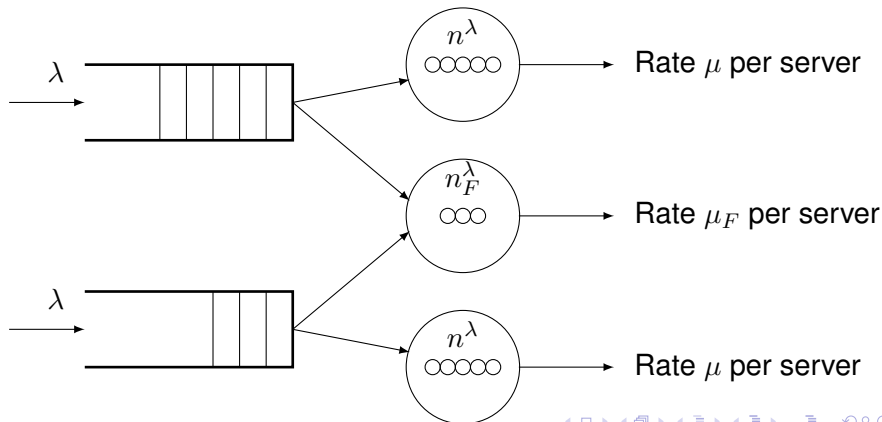 λ
n^λ
Rate μ per server
n_F^λ
Rate μ_F per server
λ
n^λ
Rate μ per server